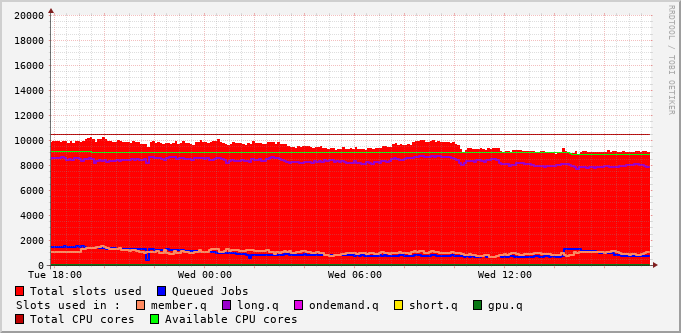 20000
18000
16000
14000
12000
10000
8000
6000
4000
2000
0
Tue 18:00 Wed 00:00 Wed 06:00 Wed 12:00
Total slots used Queued Jobs
Slots used in : member.q long.q ondemand.q short.q gpu.q
Total CPU cores Available CPU cores
RRDTOOL / TOBI OETIKER